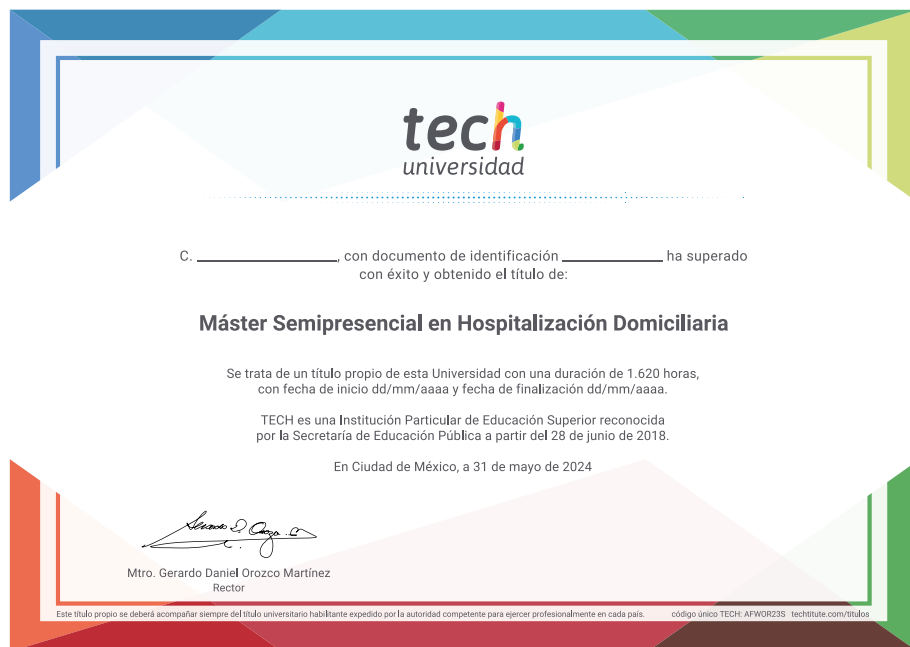 tech
universidad
C. ____________________, con documento de identificación ______________ ha superado
con éxito y obtenido el título de:
Máster Semipresencial en Hospitalización Domiciliaria
Se trata de un título propio de esta Universidad con una duración de 1.620 horas,
con fecha de inicio dd/mm/aaaa y fecha de finalización dd/mm/aaaa.
TECH es una Institución Particular de Educación Superior reconocida
por la Secretaría de Educación Pública a partir del 28 de junio de 2018.
En Ciudad de México, a 31 de mayo de 2024
Mtro. Gerardo Daniel Orozco Martínez
Rector
Este título propio se deberá acompañar siempre del título universitario habilitante expedido por la autoridad competente para ejercer profesionalmente en cada país. código único TECH: AFWOR23S techtitute.com/titulos